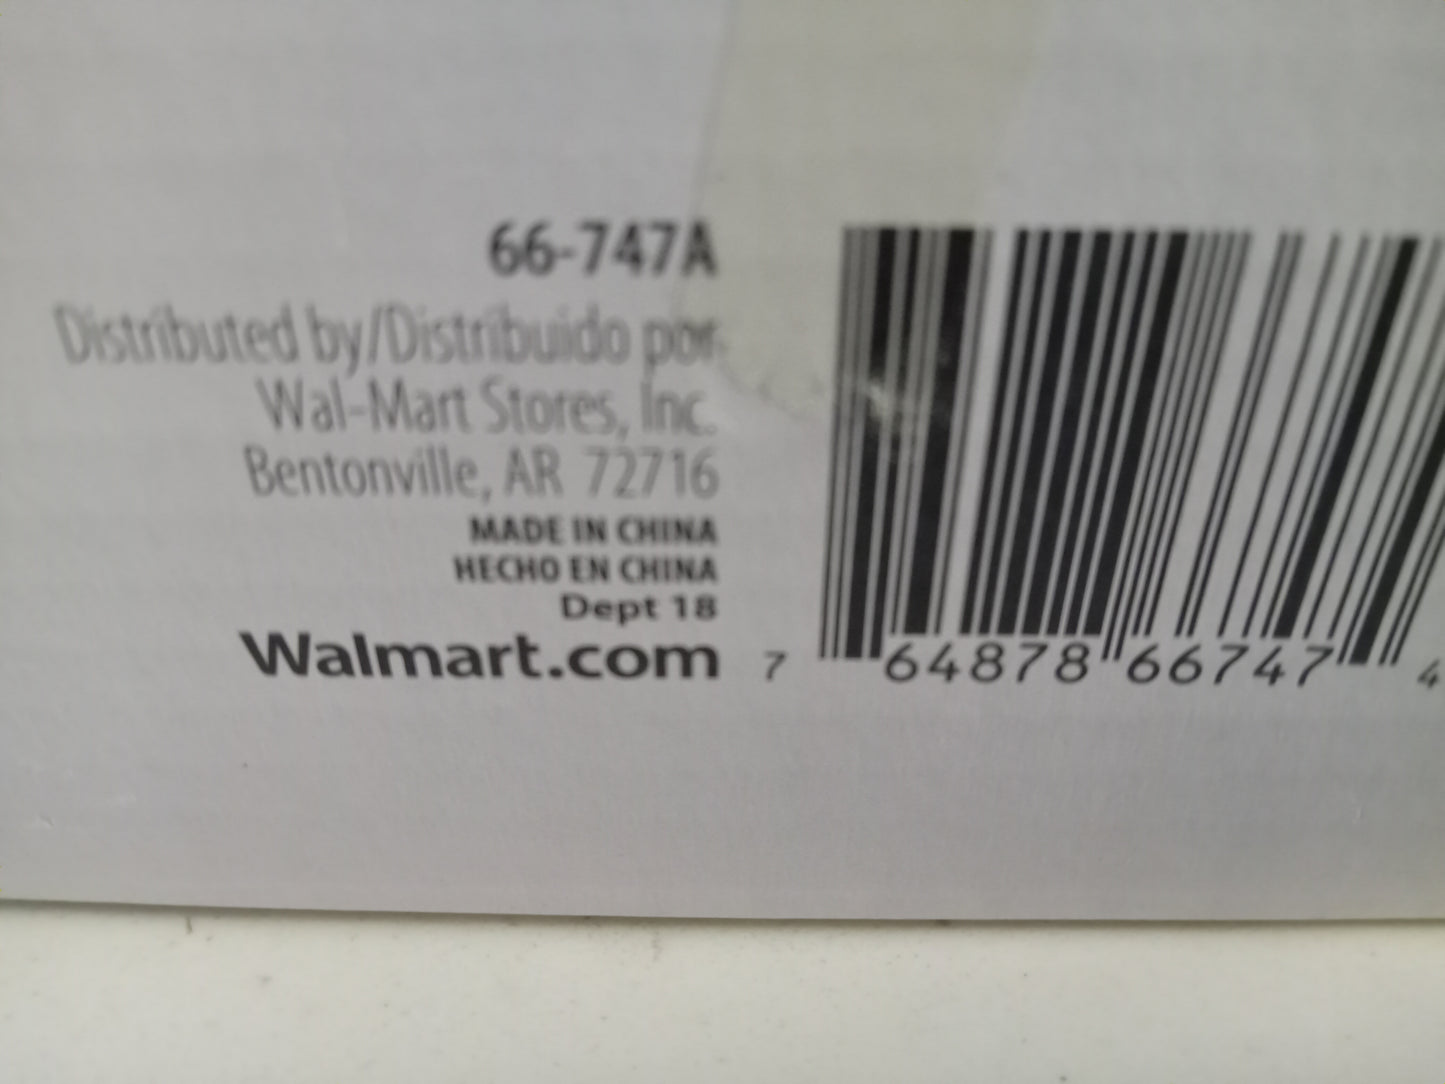 66-747A
Distributed by/Distribuido por
Wal-Mart Stores, Inc.
Bentonville, AR 72716
MADE IN CHINA
HECHO EN CHINA
Dept 18
Walmart.com
7 64878 66747 4